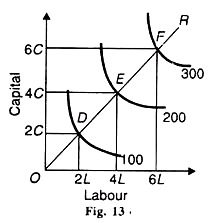 R
F
6C
300
E
4C
200
D
2C
100
Capital
O
2L 4L 6L
Labour
Fig. 13